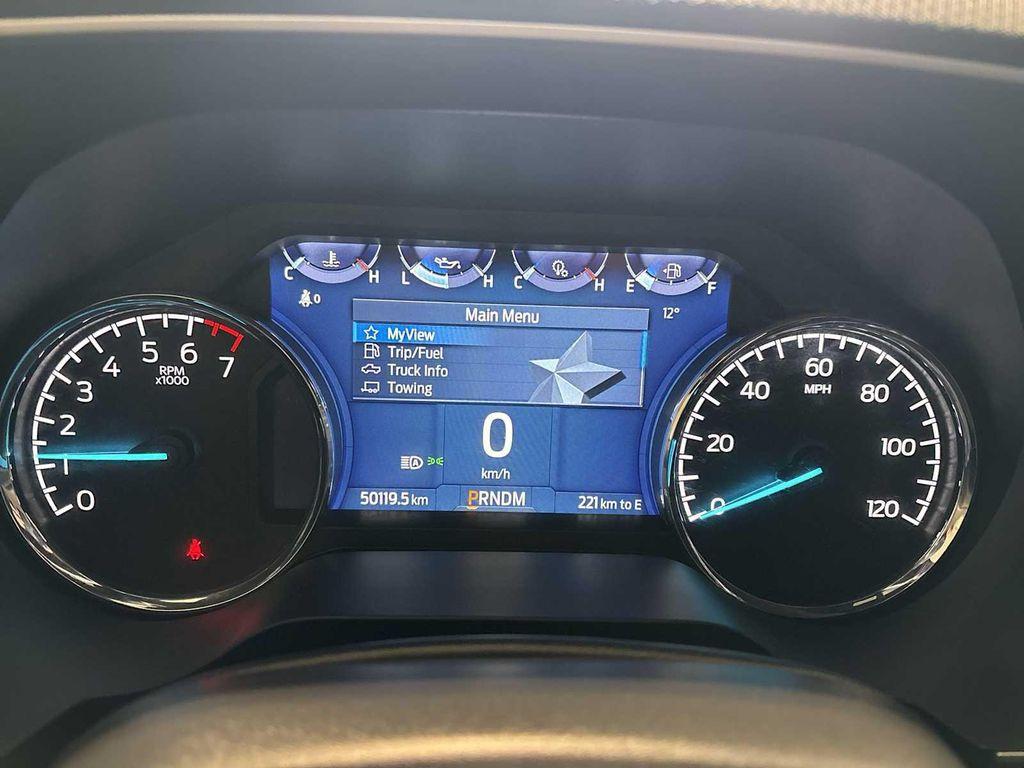 C H L H C H E F
0 12°
Main Menu
MyView
Trip/Fuel
Truck Info
Towing
0
km/h
A
50119.5 km PRNDM 221 km to E
0 1 2 3 4 5 6 7
RPM
x1000
0 20 40 60 80 100 120
MPH